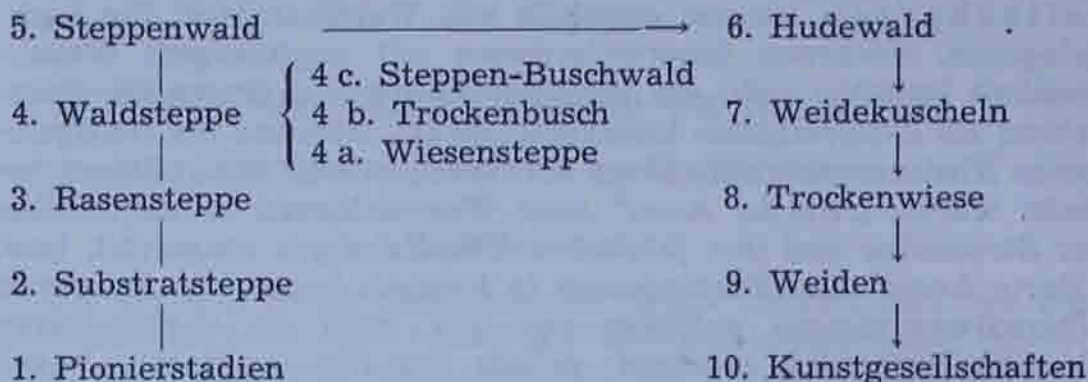 5. Steppenwald 6. Hudewald
4 c. Steppen-Buschwald
4. Waldsteppe 4 b. Trockenbusch 7. Weidekuscheln
4 a. Wiesensteppe
3. Rasensteppe 8. Trockenwiese
2. Substratsteppe 9. Weiden
1. Pionierstadien 10. Kunstgesellschaften